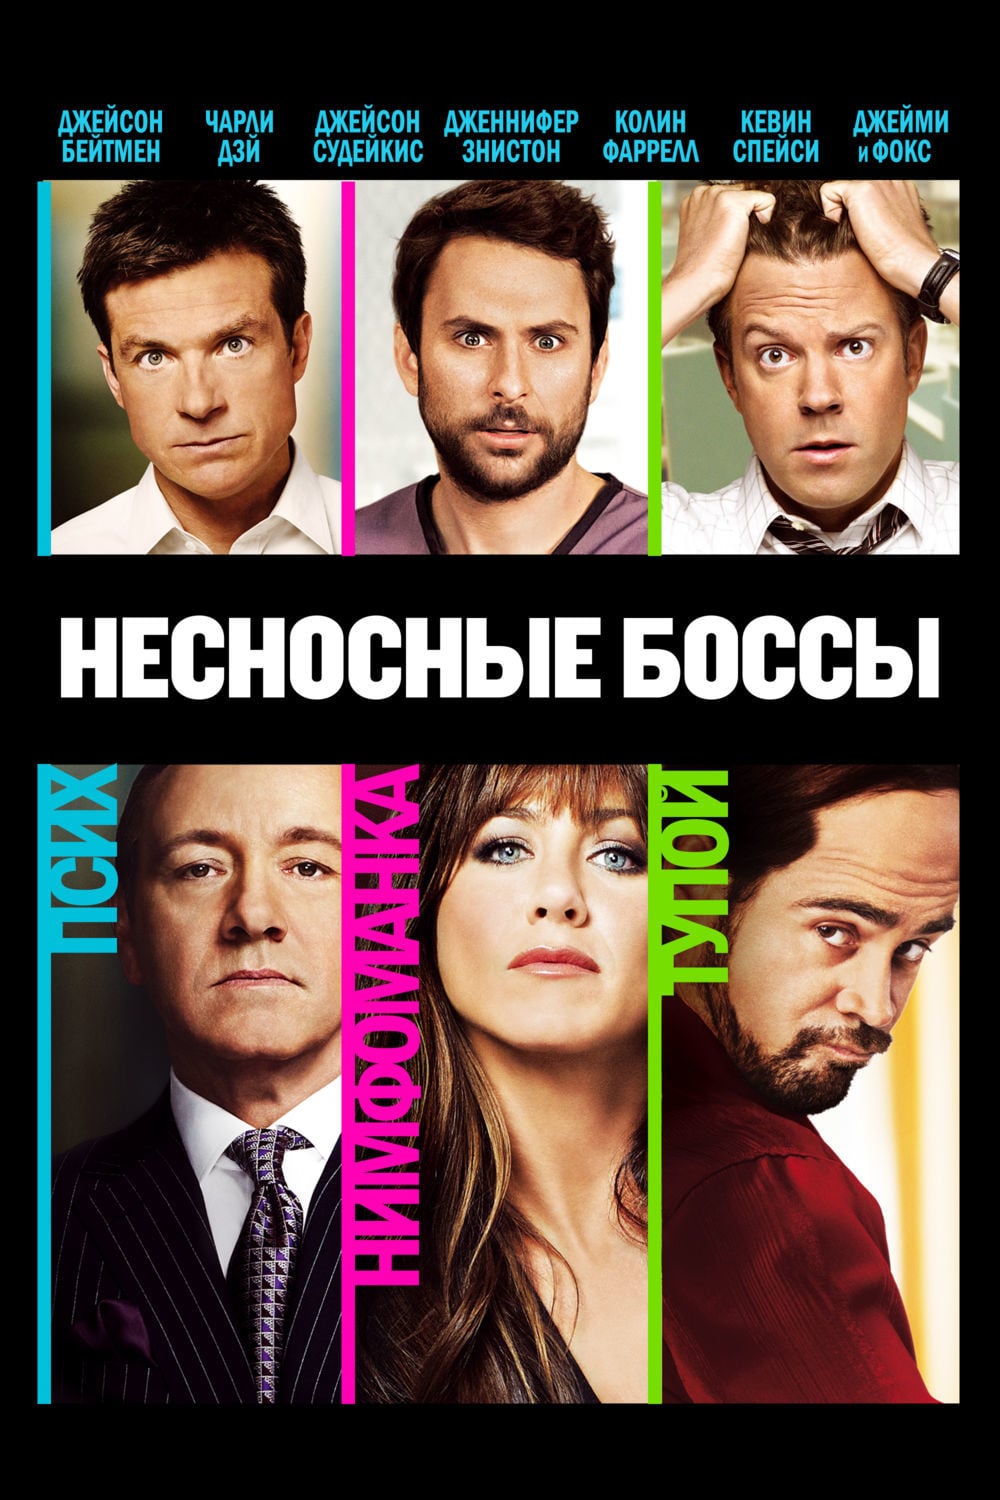 ДЖЕЙСОН БЕЙТМЕН
ЧАРЛИ ДЭЙ
ДЖЕЙСОН СУДЕЙКИС
ДЖЕННИФЕР ЭНИСТОН
КОЛИН ФАРРЕЛЛ
КЕВИН СПЕЙСИ
ДЖЕЙМИ И ФОКС
НЕСНОСНЫЕ БОССЫ
ПСИХ
НИМФОМАНКА
ТУПОЙ